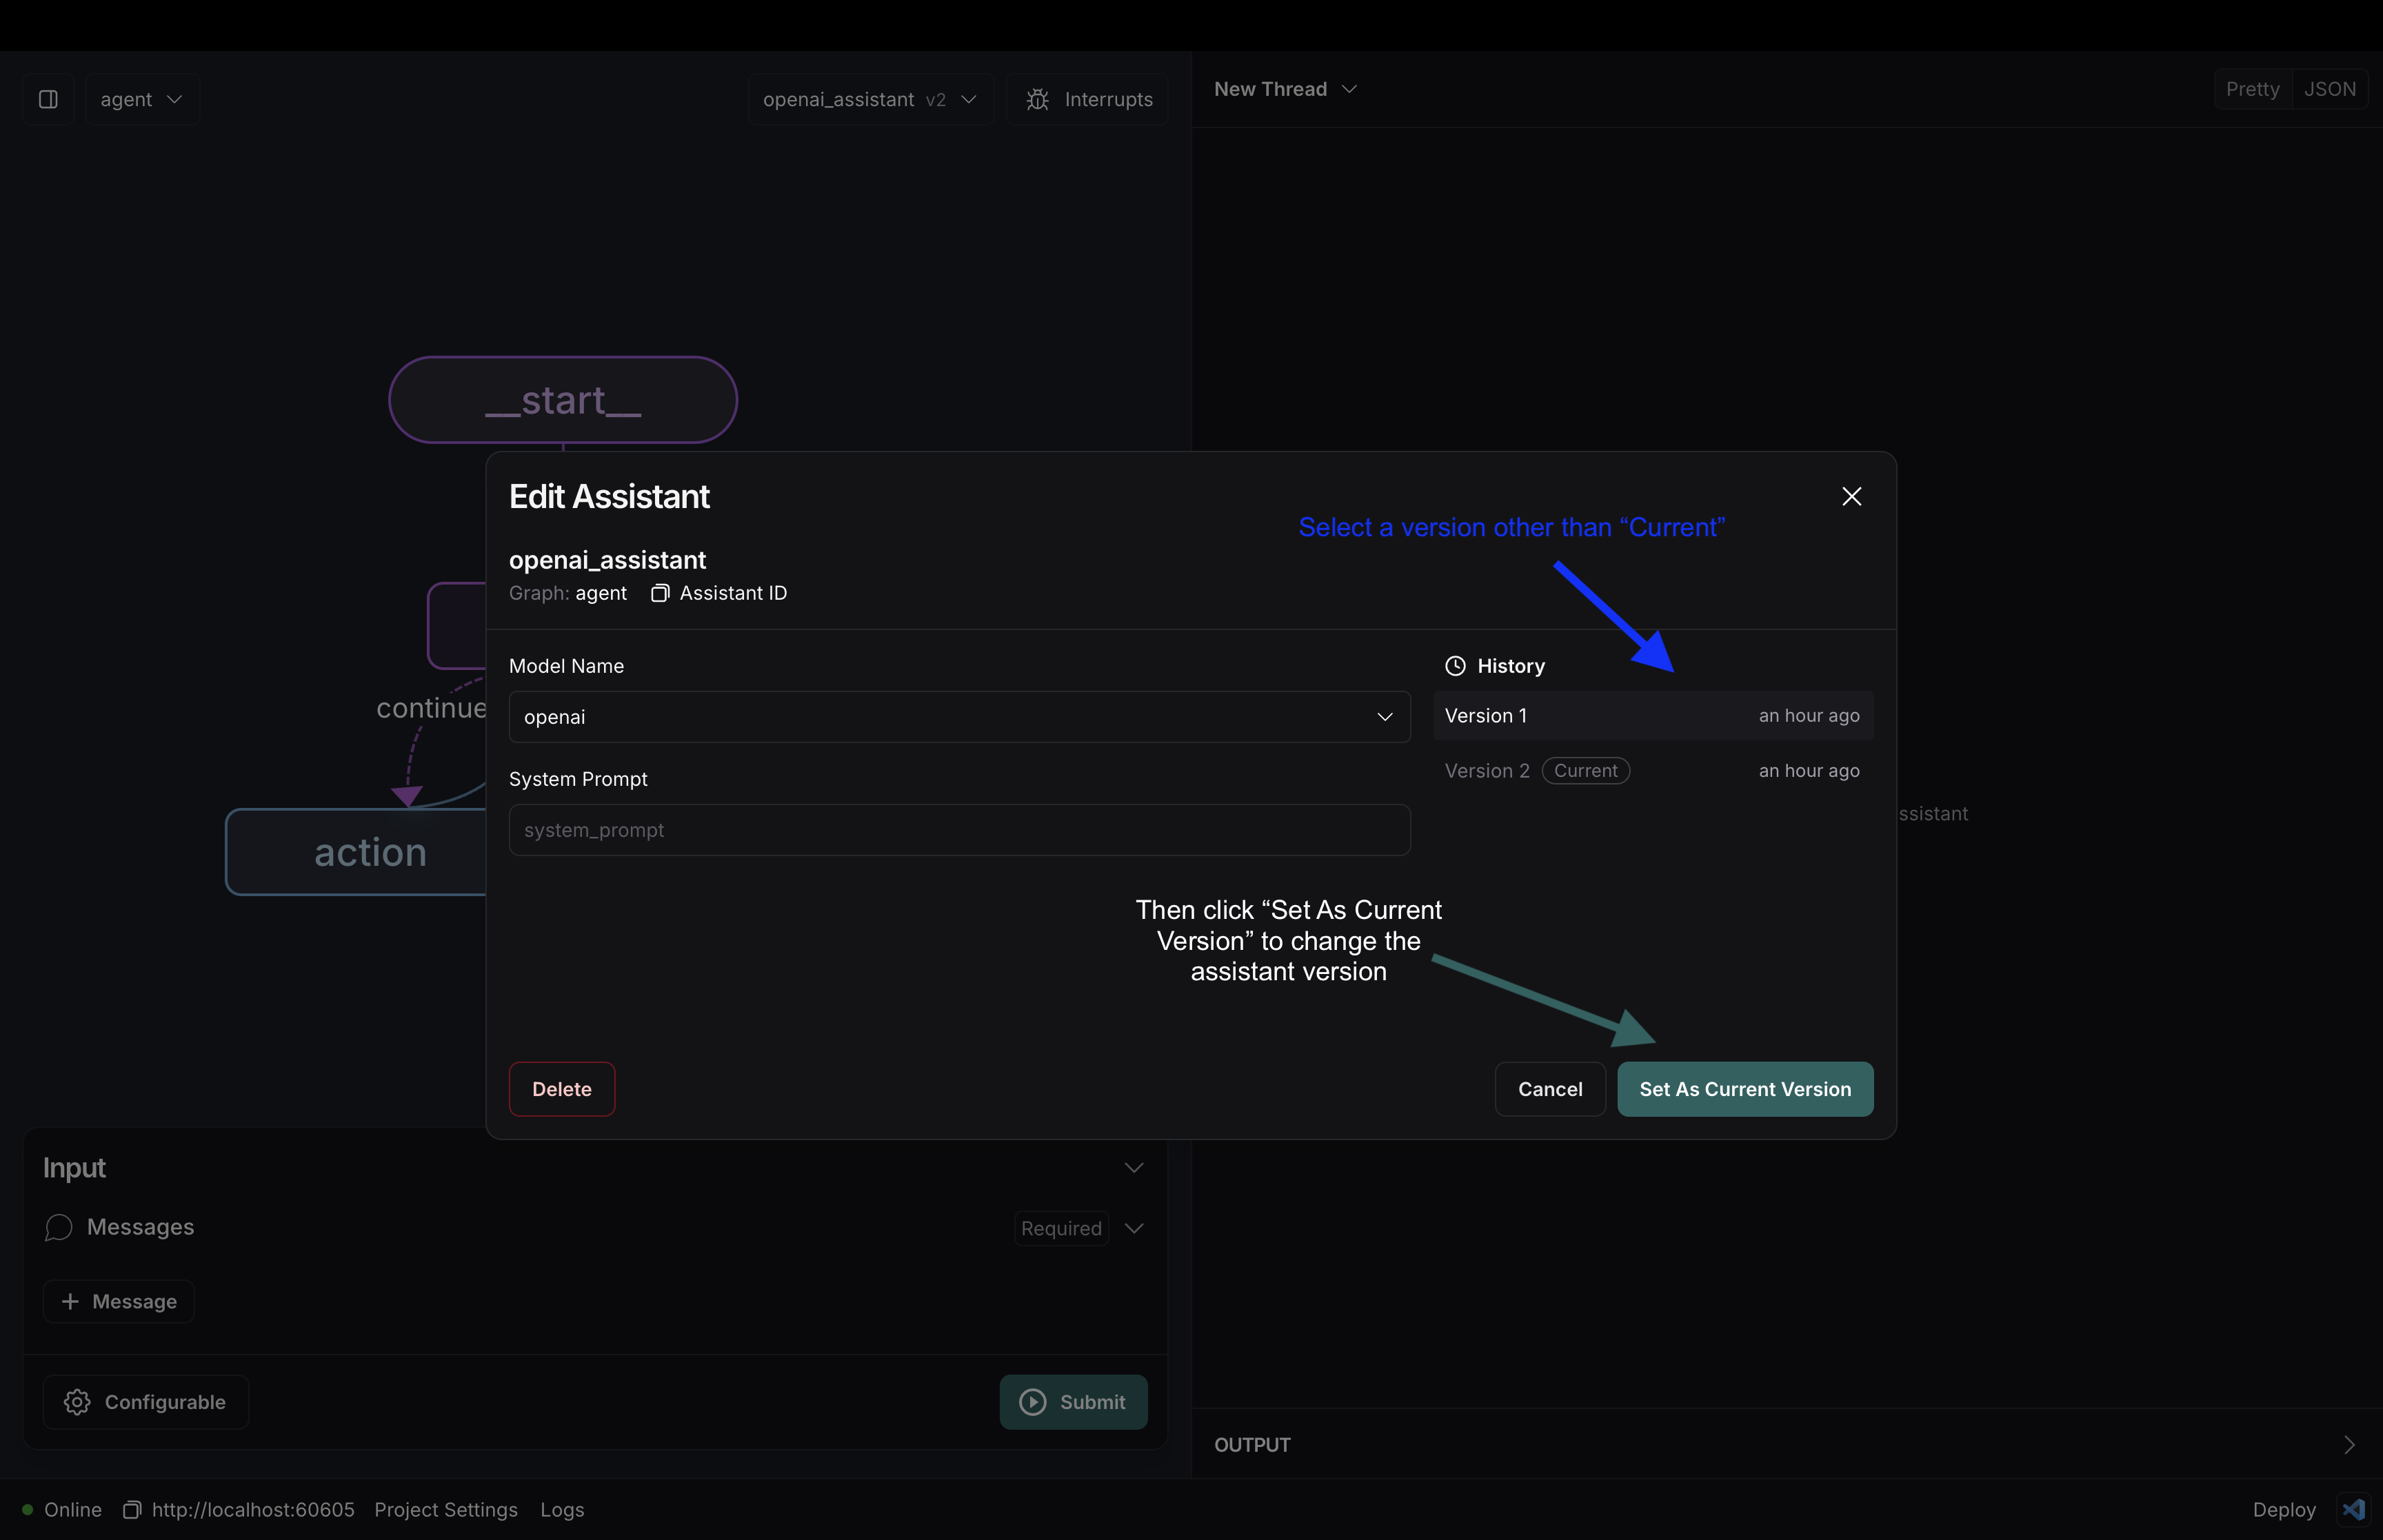 agent
openai_assistant v2
Interrupts
New Thread
Pretty
JSON
__start__
Edit Assistant
Select a version other than “Current”
openai_assistant
Graph: agent
Assistant ID
Model Name
openai
System Prompt
system_prompt
History
Version 1
an hour ago
Version 2
Current
an hour ago
continue
action
ssistant
Then click “Set As Current
Version” to change the
assistant version
Delete
Cancel
Set As Current Version
Input
Messages
Required
+ Message
Configurable
Submit
OUTPUT
Online
http://localhost:60605
Project Settings
Logs
Deploy